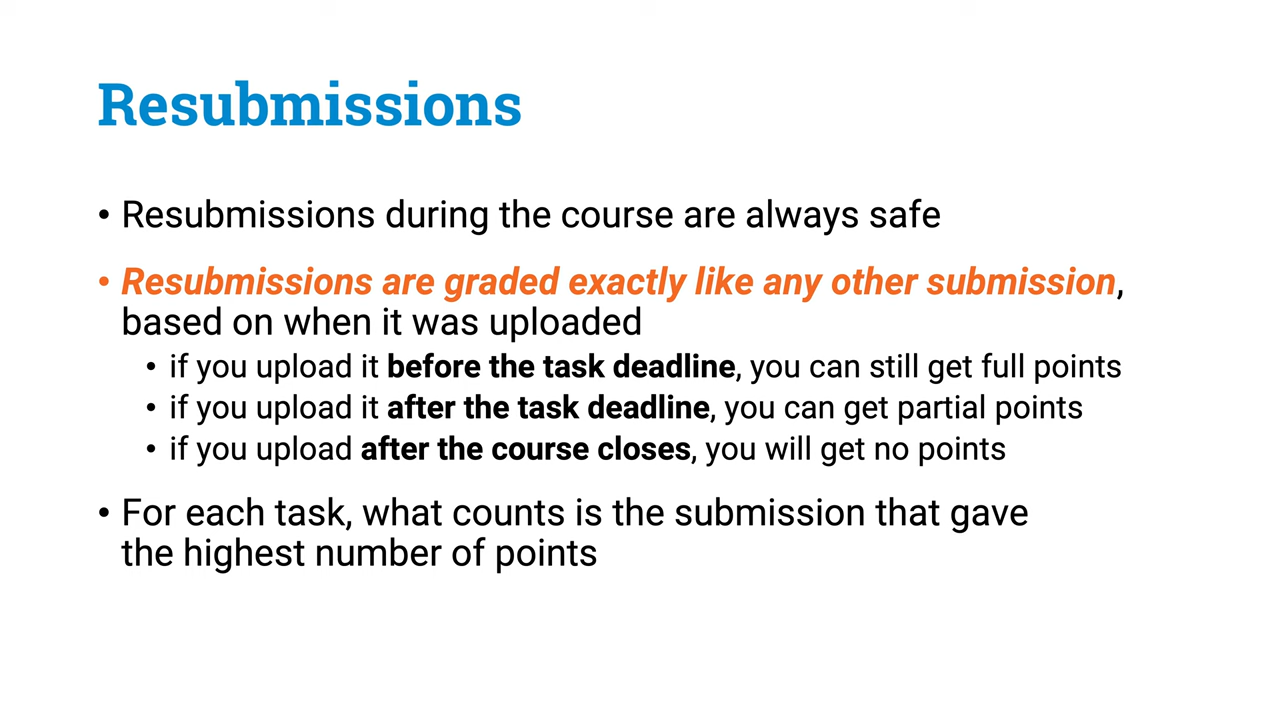 Resubmissions
• Resubmissions during the course are always safe
• Resubmissions are graded exactly like any other submission,
based on when it was uploaded
• if you upload it before the task deadline, you can still get full points
• if you upload it after the task deadline, you can get partial points
• if you upload after the course closes, you will get no points
• For each task, what counts is the submission that gave
the highest number of points